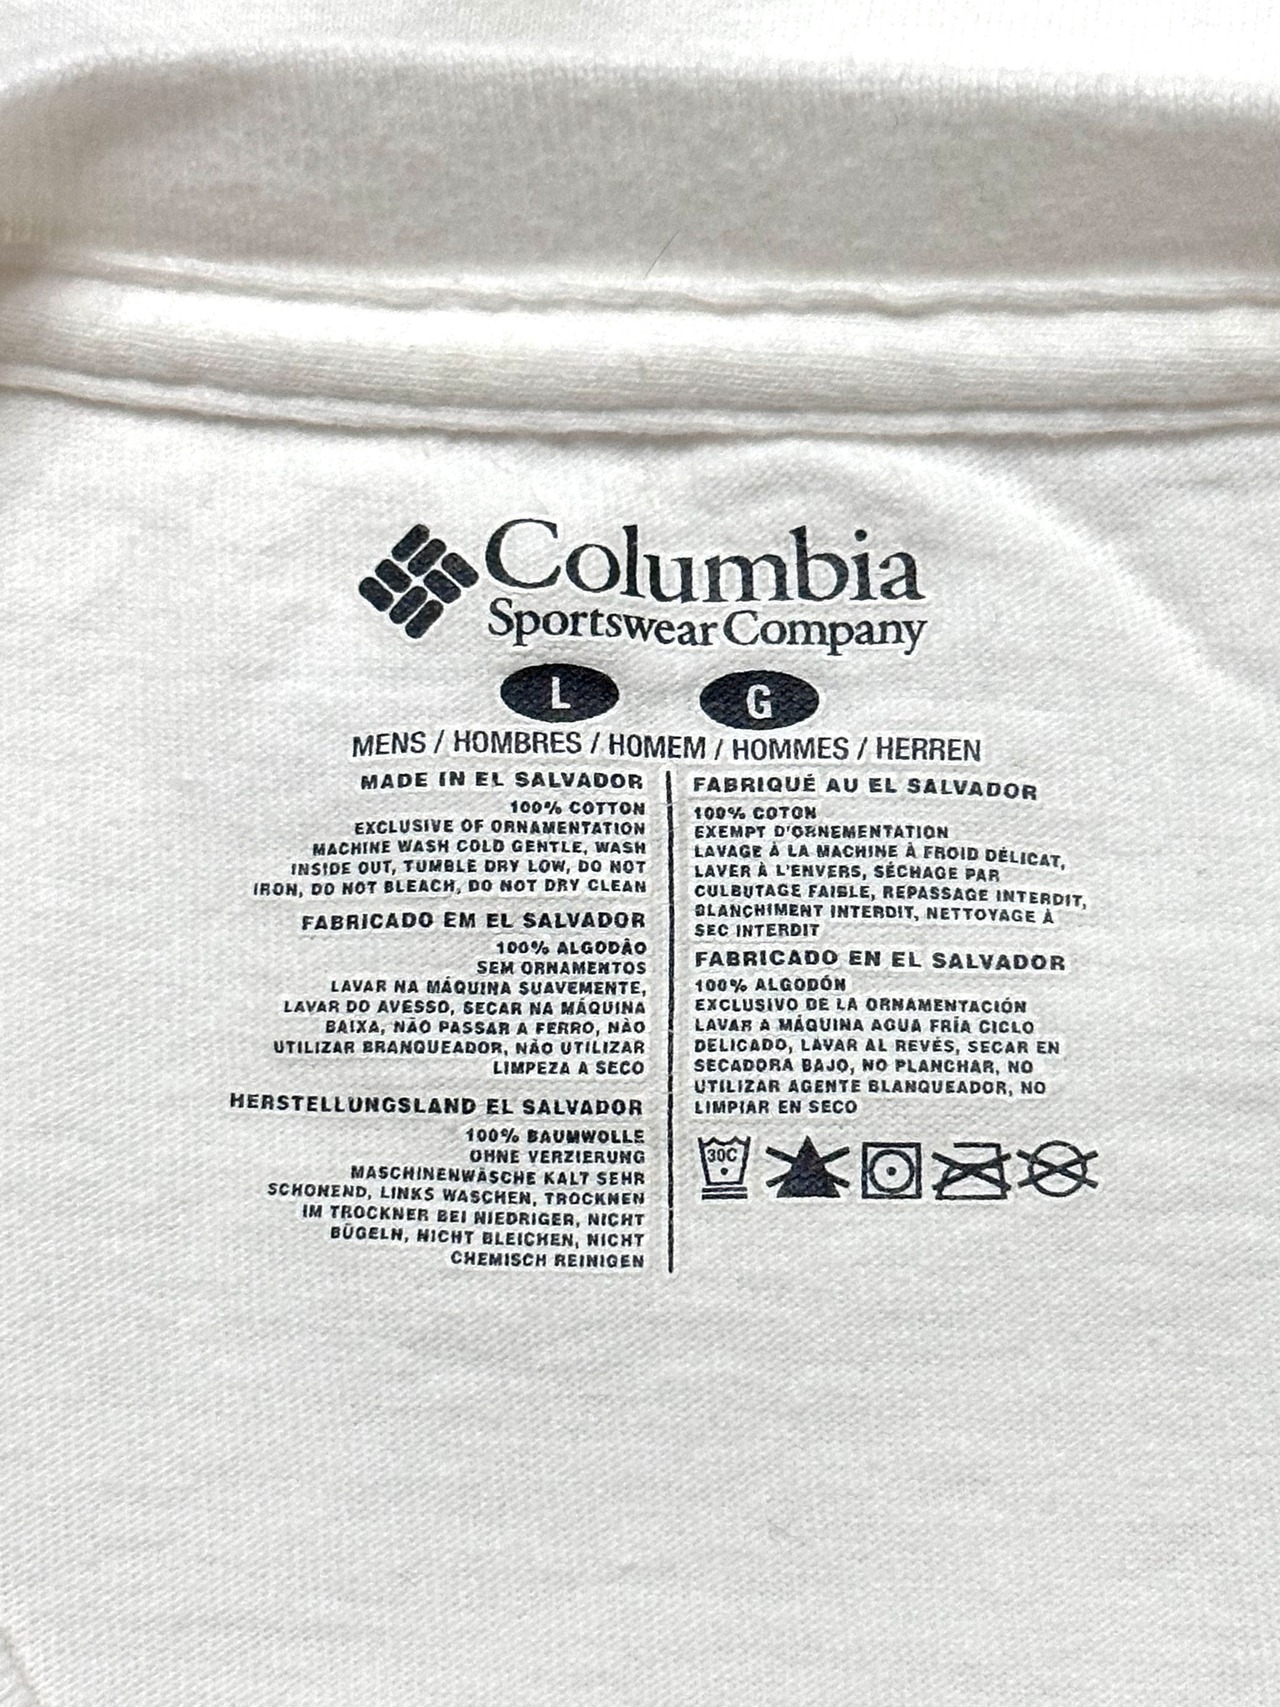 Columbia
Sportswear Company
L G
MENS / HOMBRES / HOMEM / HOMMES / HERREN
MADE IN EL SALVADOR
100% COTTON
EXCLUSIVE OF ORNAMENTATION
MACHINE WASH COLD GENTLE, WASH
INSIDE OUT, TUMBLE DRY LOW, DO NOT
IRON, DO NOT BLEACH, DO NOT DRY CLEAN
FABRICADO EM EL SALVADOR
100% ALGODÃO
SEM ORNAMENTOS
LAVAR NA MÁQUINA SUAVEMENTE,
LAVAR DO AVESSO, SECAR NA MÁQUINA
BAIXA, NÃO PASSAR A FERRO, NÃO
UTILIZAR BRANQUEADOR, NÃO UTILIZAR
LIMPEZA A SECO
HERSTELLUNGSLAND EL SALVADOR
100% BAUMWOLLE
OHNE VERZIERUNG
MASCHINENWÄSCHE KALT SEHR
SCHONEND, LINKS WASCHEN, TROCKNEN
IM TROCKNER BEI NIEDRIGER, NICHT
BÜGELN, NICHT BLEICHEN, NICHT
CHEMISCH REINIGEN
FABRIQUÉ AU EL SALVADOR
100% COTON
EXEMPT D'ORNEMENTATION
LAVAGE À LA MACHINE À FROID DÉLICAT,
LAVER À L'ENVERS, SÉCHAGE PAR
CULBUTAGE FAIBLE, REPASSAGE INTERDIT,
BLANCHIMENT INTERDIT, NETTOYAGE À
SEC INTERDIT
FABRICADO EN EL SALVADOR
100% ALGODÓN
EXCLUSIVO DE LA ORNAMENTACIÓN
LAVAR A MÁQUINA AGUA FRÍA CICLO
DELICADO, LAVAR AL REVÉS, SECAR EN
SECADORA BAJO, NO PLANCHAR, NO
UTILIZAR AGENTE BLANQUEADOR, NO
LIMPIAR EN SECO
30C